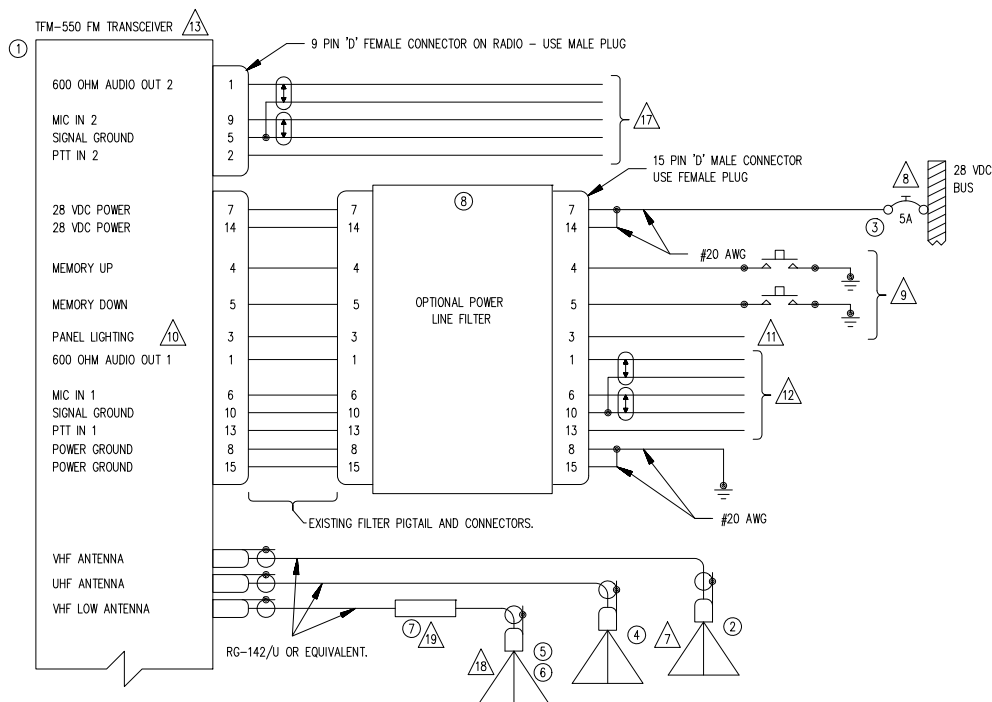 TFM-550 FM TRANSCEIVER 13
1
9 PIN 'D' FEMALE CONNECTOR ON RADIO - USE MALE PLUG
600 OHM AUDIO OUT 2 1
MIC IN 2 9
SIGNAL GROUND 5
PTT IN 2 2
17
15 PIN 'D' MALE CONNECTOR
USE FEMALE PLUG
8
28 VDC
BUS
8
28 VDC POWER 7 7 7
28 VDC POWER 14 14 14
3
5A
#20 AWG
MEMORY UP 4 4 4
MEMORY DOWN 5 5 5
9
OPTIONAL POWER
LINE FILTER
PANEL LIGHTING 10 3 3 3
11
600 OHM AUDIO OUT 1 1 1 1
MIC IN 1 6 6 6
12
SIGNAL GROUND 10 10 10
PTT IN 1 13 13 13
POWER GROUND 8 8 8
POWER GROUND 15 15 15
#20 AWG
EXISTING FILTER PIGTAIL AND CONNECTORS.
VHF ANTENNA
UHF ANTENNA
VHF LOW ANTENNA
7
19
4
7
2
RG-142/U OR EQUIVALENT.
18
5
6